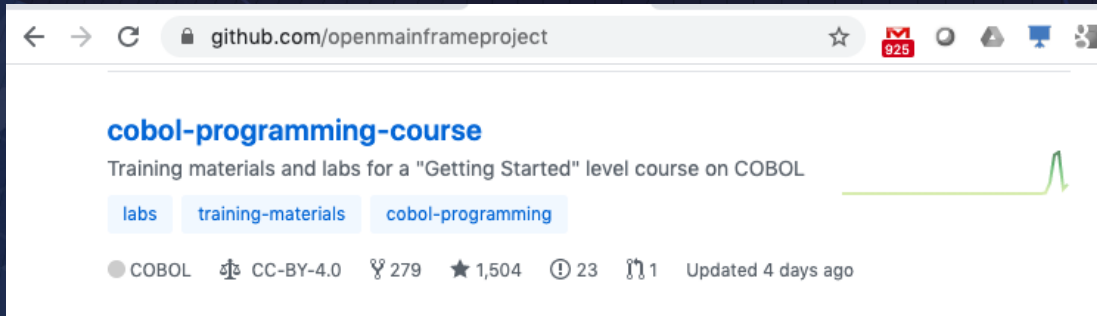 github.com/openmainframeproject
925
cobol-programming-course
Training materials and labs for a "Getting Started" level course on COBOL
labs training-materials cobol-programming
COBOL CC-BY-4.0 279 1,504 23 1 Updated 4 days ago